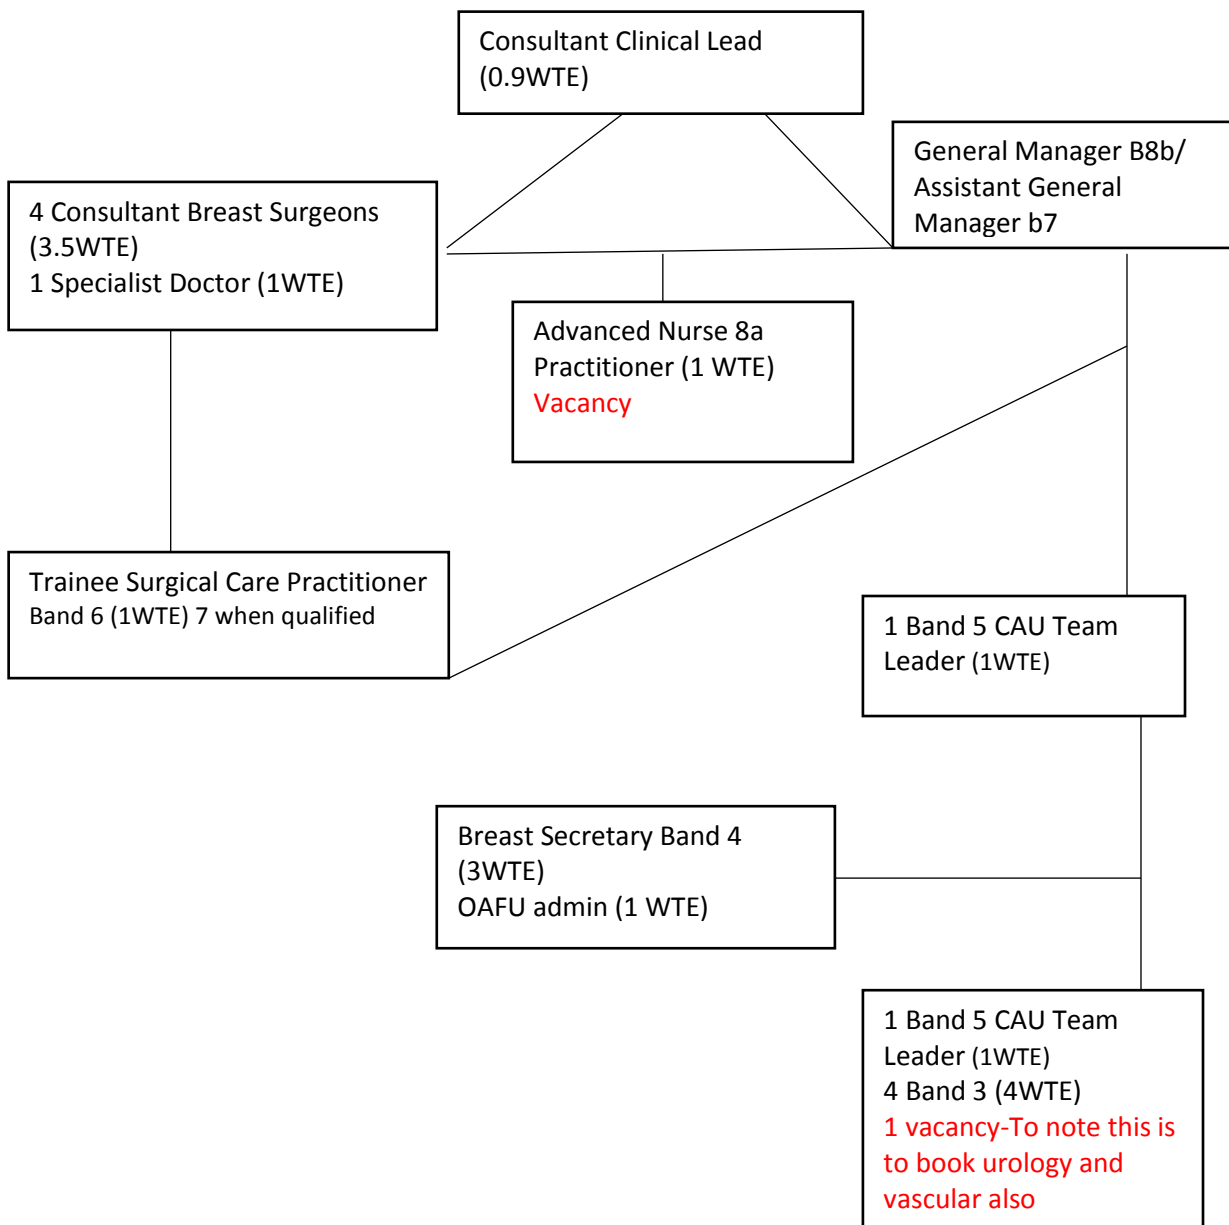 Consultant Clinical Lead
(0.9WTE)
General Manager B8b/
Assistant General
Manager b7
4 Consultant Breast Surgeons
(3.5WTE)
1 Specialist Doctor (1WTE)
Advanced Nurse 8a
Practitioner (1 WTE)
Vacancy
Trainee Surgical Care Practitioner
Band 6 (1WTE) 7 when qualified
1 Band 5 CAU Team
Leader (1WTE)
Breast Secretary Band 4
(3WTE)
OAFU admin (1 WTE)
1 Band 5 CAU Team
Leader (1WTE)
4 Band 3 (4WTE)
1 vacancy-To note this is
to book urology and
vascular also